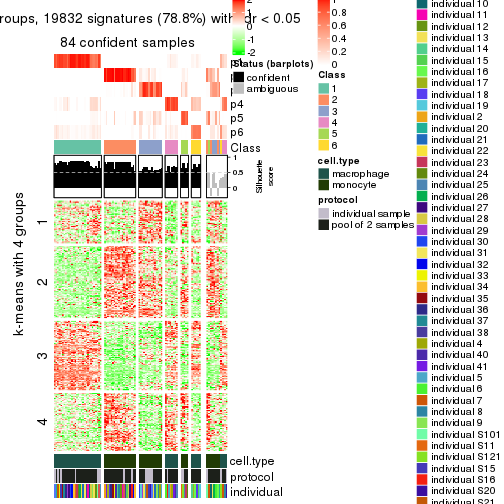 roups, 19832 signatures (78.8%) with fdr < 0.05
84 confident samples
2
1
0
-1
-2
0.8
0.6
0.4
0.2
0
Status (barplots)
confident
ambiguous
p4
p5
p6
Class
1
0.5
0
Silhouette
score
Class
1
2
3
4
5
6
cell.type
macrophage
monocyte
protocol
individual sample
pool of 2 samples
k-means with 4 groups
1
2
3
4
cell.type
protocol
individual
individual 10
individual 11
individual 12
individual 13
individual 14
individual 15
individual 16
individual 17
individual 18
individual 19
individual 2
individual 20
individual 21
individual 22
individual 23
individual 24
individual 25
individual 26
individual 27
individual 28
individual 29
individual 30
individual 31
individual 32
individual 33
individual 34
individual 35
individual 36
individual 37
individual 38
individual 4
individual 40
individual 41
individual 5
individual 6
individual 7
individual 8
individual 9
individual S101
individual S11
individual S121
individual S15
individual S16
individual S20
individual S21